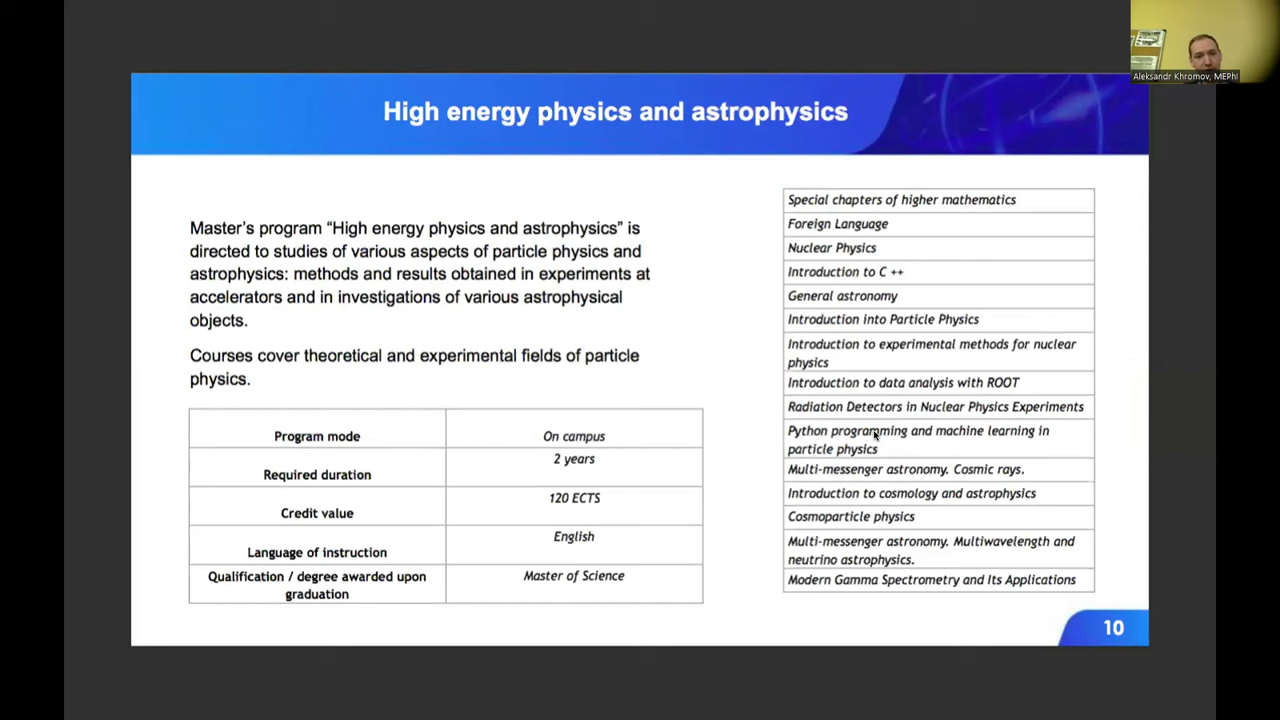 Aleksandr Khromov, MEPhI
High energy physics and astrophysics
Master's program “High energy physics and astrophysics” is
directed to studies of various aspects of particle physics and
astrophysics: methods and results obtained in experiments at
accelerators and in investigations of various astrophysical
objects.
Courses cover theoretical and experimental fields of particle
physics.
Program mode
On campus
Required duration
2 years
Credit value
120 ECTS
Language of instruction
English
Qualification / degree awarded upon
graduation
Master of Science
Special chapters of higher mathematics
Foreign Language
Nuclear Physics
Introduction to C ++
General astronomy
Introduction into Particle Physics
Introduction to experimental methods for nuclear
physics
Introduction to data analysis with ROOT
Radiation Detectors in Nuclear Physics Experiments
Python programming and machine learning in
particle physics
Multi-messenger astronomy. Cosmic rays.
Introduction to cosmology and astrophysics
Cosmoparticle physics
Multi-messenger astronomy. Multiwavelength and
neutrino astrophysics.
Modern Gamma Spectrometry and Its Applications
10